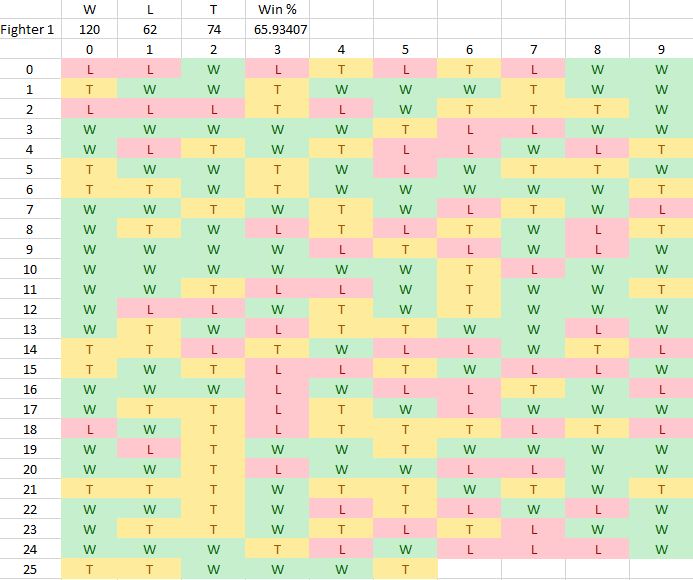 W L T Win %
Fighter 1 120 62 74 65.93407
0 1 2 3 4 5 6 7 8 9
0 L L W L T L T L W W
1 T W W T W W W T W W
2 L L L T L W T T T W
3 W W W W W T L L W W
4 W L T W T L L W L T
5 T W W T W L W T T W
6 T T W T W W W W W T
7 W W T W T W L T W L
8 W T W L T L T W L T
9 W W W W L T L W L W
10 W W W W W W T L W W
11 W W T L L W T W W T
12 W L L W T W T W W W
13 W T W L T T W W L W
14 T T L T W L L W T L
15 T W T L L T W L L W
16 W W W L W L L T W L
17 W T T L T W L W W W
18 L W T L T T T L T L
19 W L T W W T W W W W
20 W W T L W W L L W W
21 T T T W T T W T W T
22 W W T W L T L W L W
23 W T T W T L T L W W
24 W W W T L W L L L W
25 T T W W W T